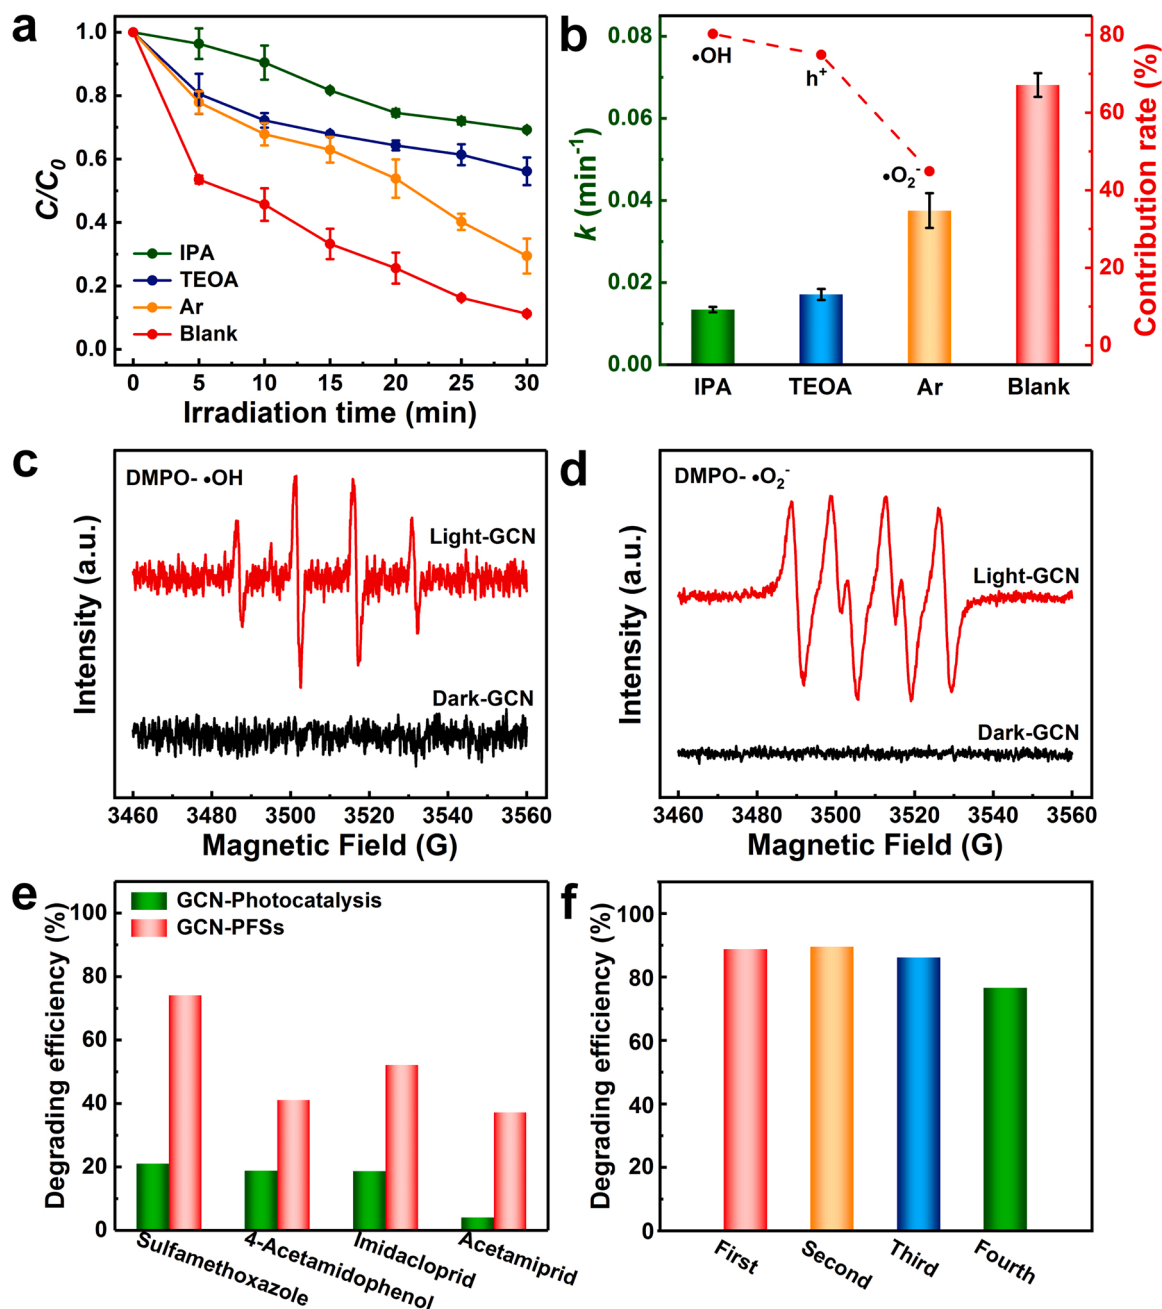 a
1.0
0.8
0.6
0.4
0.2
0.0
C/C0
IPA
TEOA
Ar
Blank
0 5 10 15 20 25 30
Irradiation time (min)
b
0.08
0.06
0.04
0.02
0.00
k (min-1)
•OH
h+
•O2-
80
60
40
20
0
Contribution rate (%)
IPA TEOA Ar Blank
c
DMPO- •OH
Light-GCN
Dark-GCN
Intensity (a.u.)
3460 3480 3500 3520 3540 3560
Magnetic Field (G)
d
DMPO- •O2-
Light-GCN
Dark-GCN
Intensity (a.u.)
3460 3480 3500 3520 3540 3560
Magnetic Field (G)
e
GCN-Photocatalysis
GCN-PFSs
100
80
60
40
20
0
Degrading efficiency (%)
Sulfamethoxazole
4-Acetamidophenol
Imidacloprid
Acetamiprid
f
100
80
60
40
20
0
Degrading efficiency (%)
First
Second
Third
Fourth